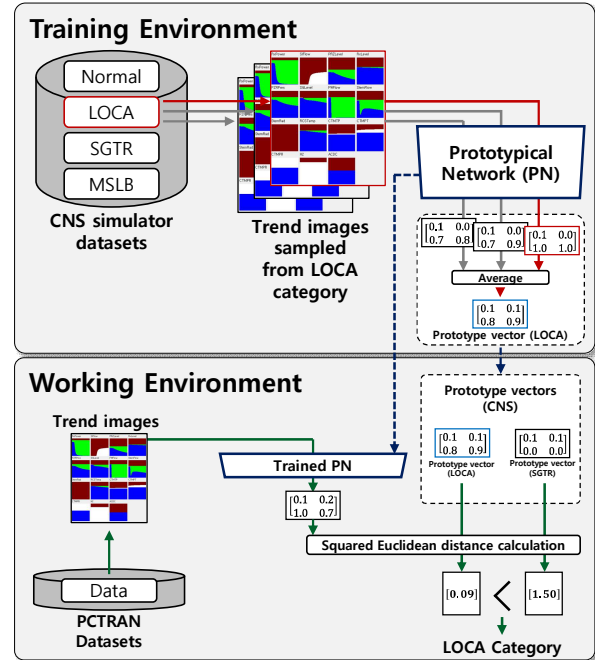 Training Environment
Normal
LOCA
SGTR
MSLB
CNS simulator
datasets
Trend images
sampled
from LOCA
category
Prototypical
Network (PN)
[0.1 0.0
0.7 0.8]
[0.1 0.0
0.7 0.9]
[0.1 0.0
1.0 1.0]
Average
[0.1 0.1
0.8 0.9]
Prototype vector (LOCA)
Working Environment
Trend images
Data
PCTRAN
Datasets
Trained PN
[0.1 0.2
1.0 0.7]
Prototype vectors
(CNS)
[0.1 0.1
0.8 0.9]
Prototype vector
(LOCA)
[0.1 0.1
0.0 0.0]
Prototype vector
(SGTR)
Squared Euclidean distance calculation
[0.09] < [1.50]
LOCA Category